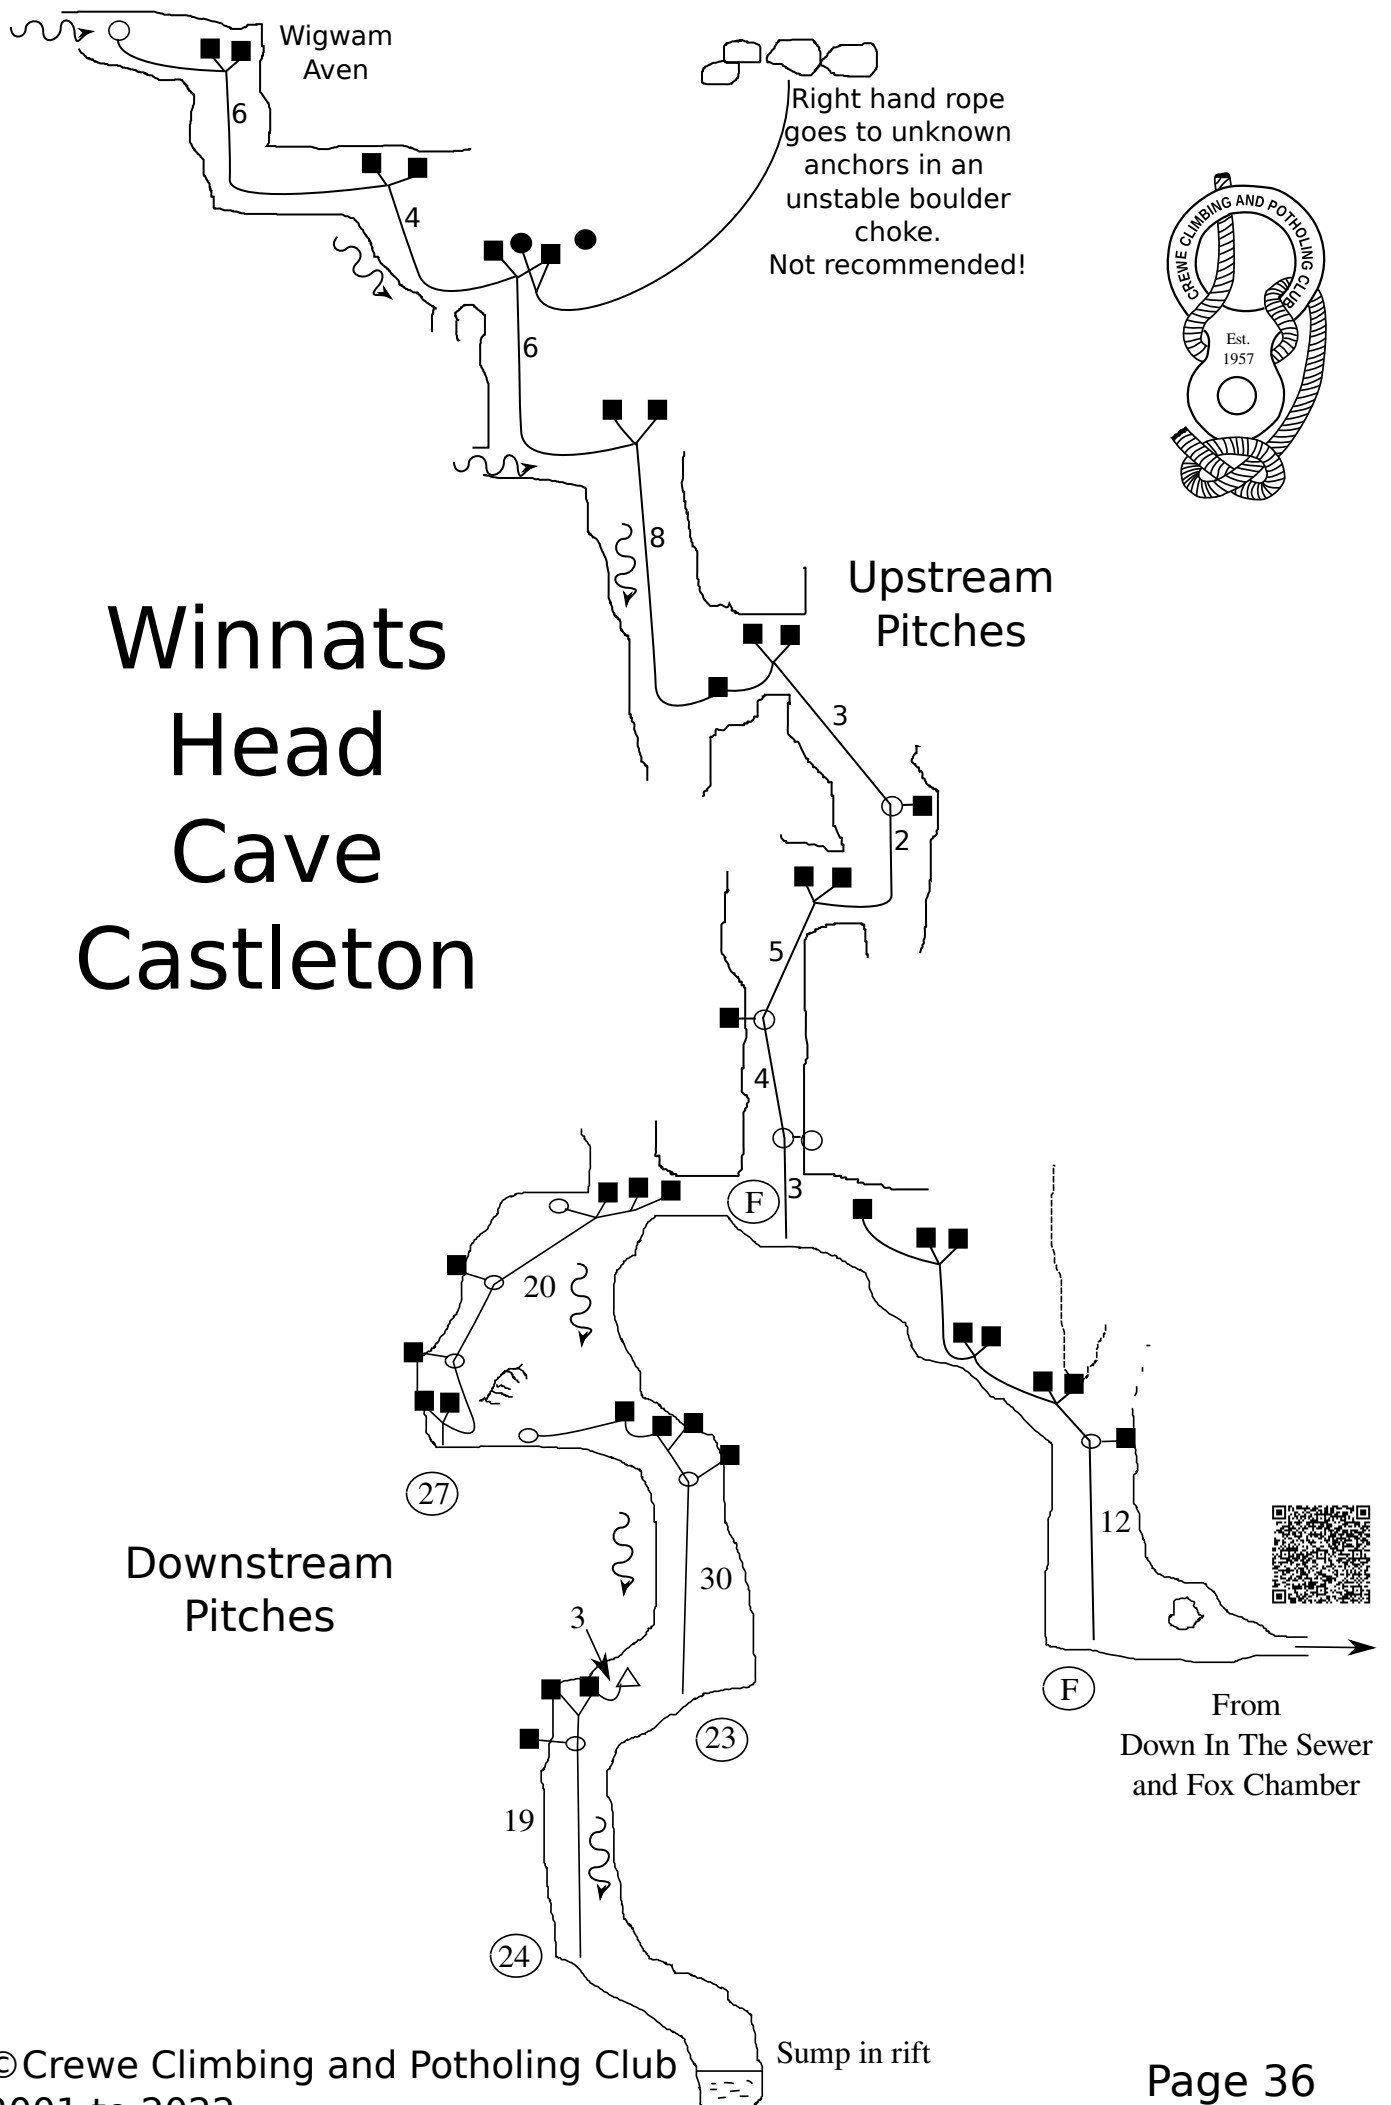 Wigwam
Aven
6
4
6
8
Right hand rope
goes to unknown
anchors in an
unstable boulder
choke.
Not recommended!
CREWE CLIMBING AND POTHOLING CLUB
Est.
1957
Upstream
Pitches
Winnats
Head
Cave
Castleton
3
2
5
4
3
F
20
27
Downstream
Pitches
30
12
3
23
F
From
Down In The Sewer
and Fox Chamber
19
24
Sump in rift
©Crewe Climbing and Potholing Club
Page 36